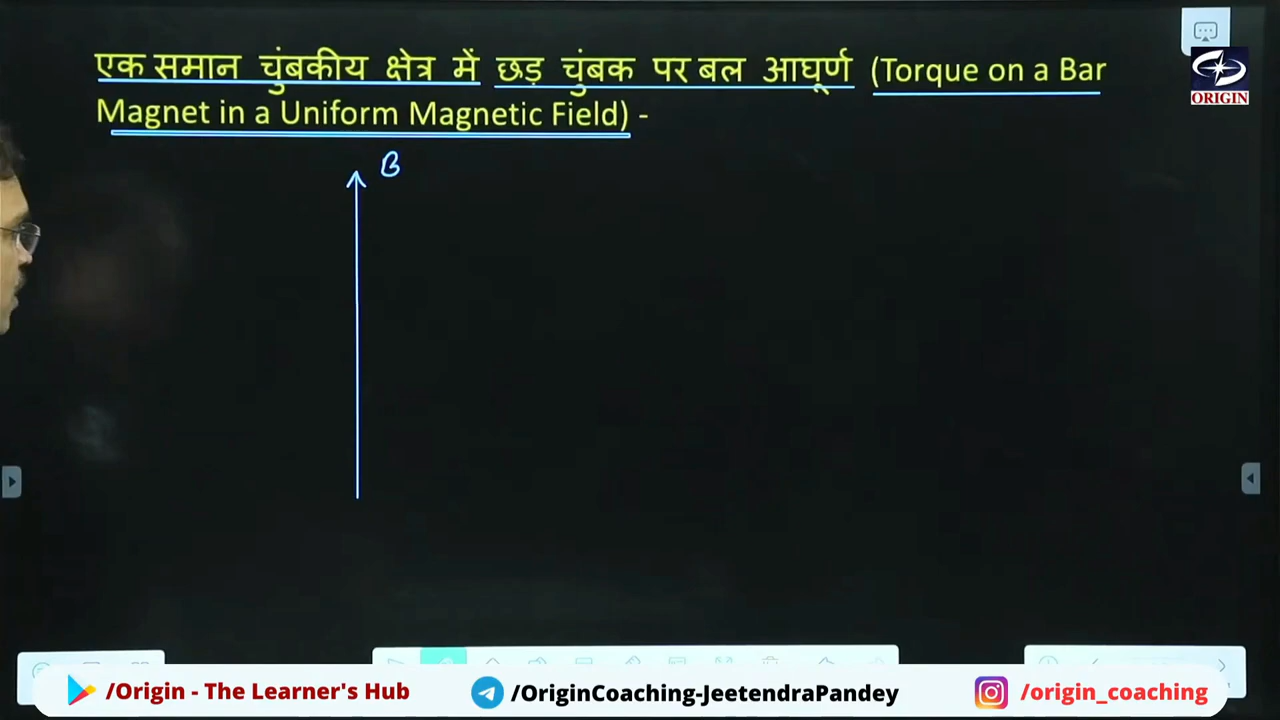 एक समान चुंबकीय क्षेत्र में छड़ चुंबक पर बल आघूर्ण (Torque on a Bar
Magnet in a Uniform Magnetic Field) -
ORIGIN
B
/Origin - The Learner's Hub
/OriginCoaching-JeetendraPandey
/origin_coaching